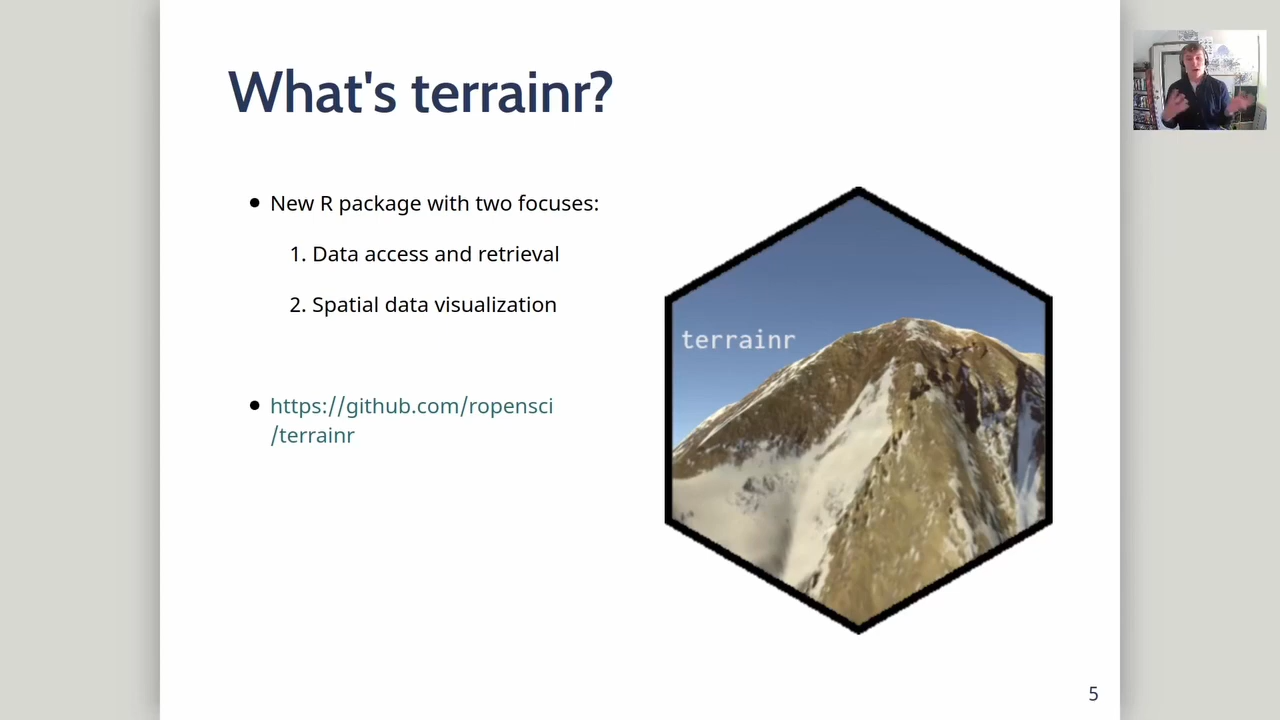 What's terrainr?
● New R package with two focuses:
1. Data access and retrieval
2. Spatial data visualization
● https://github.com/ropensci
/terrainr
terrainr
5